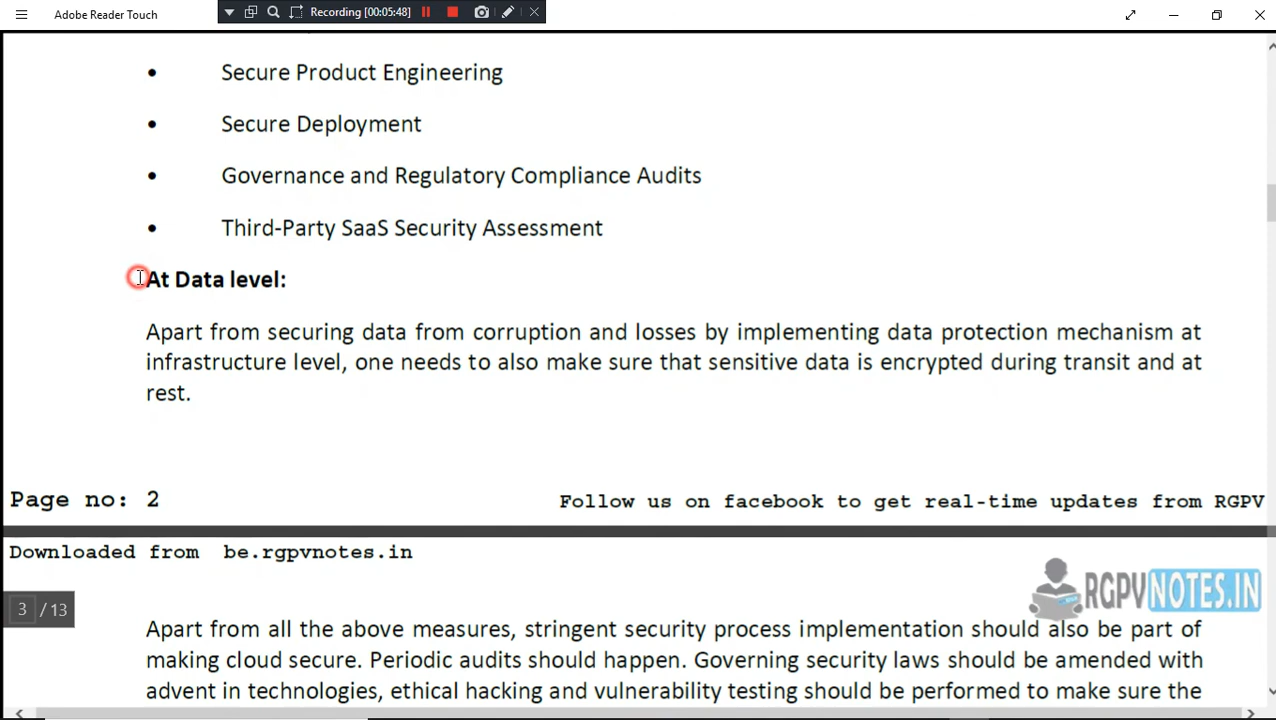 Adobe Reader Touch
Recording [00:05:48]
• Secure Product Engineering
• Secure Deployment
• Governance and Regulatory Compliance Audits
• Third-Party SaaS Security Assessment
At Data level:
Apart from securing data from corruption and losses by implementing data protection mechanism at
infrastructure level, one needs to also make sure that sensitive data is encrypted during transit and at
rest.
Page no: 2
Follow us on facebook to get real-time updates from RGPV
Downloaded from be.rgpvnotes.in
RGPVNOTES.IN
3 / 13
Apart from all the above measures, stringent security process implementation should also be part of
making cloud secure. Periodic audits should happen. Governing security laws should be amended with
advent in technologies, ethical hacking and vulnerability testing should be performed to make sure the